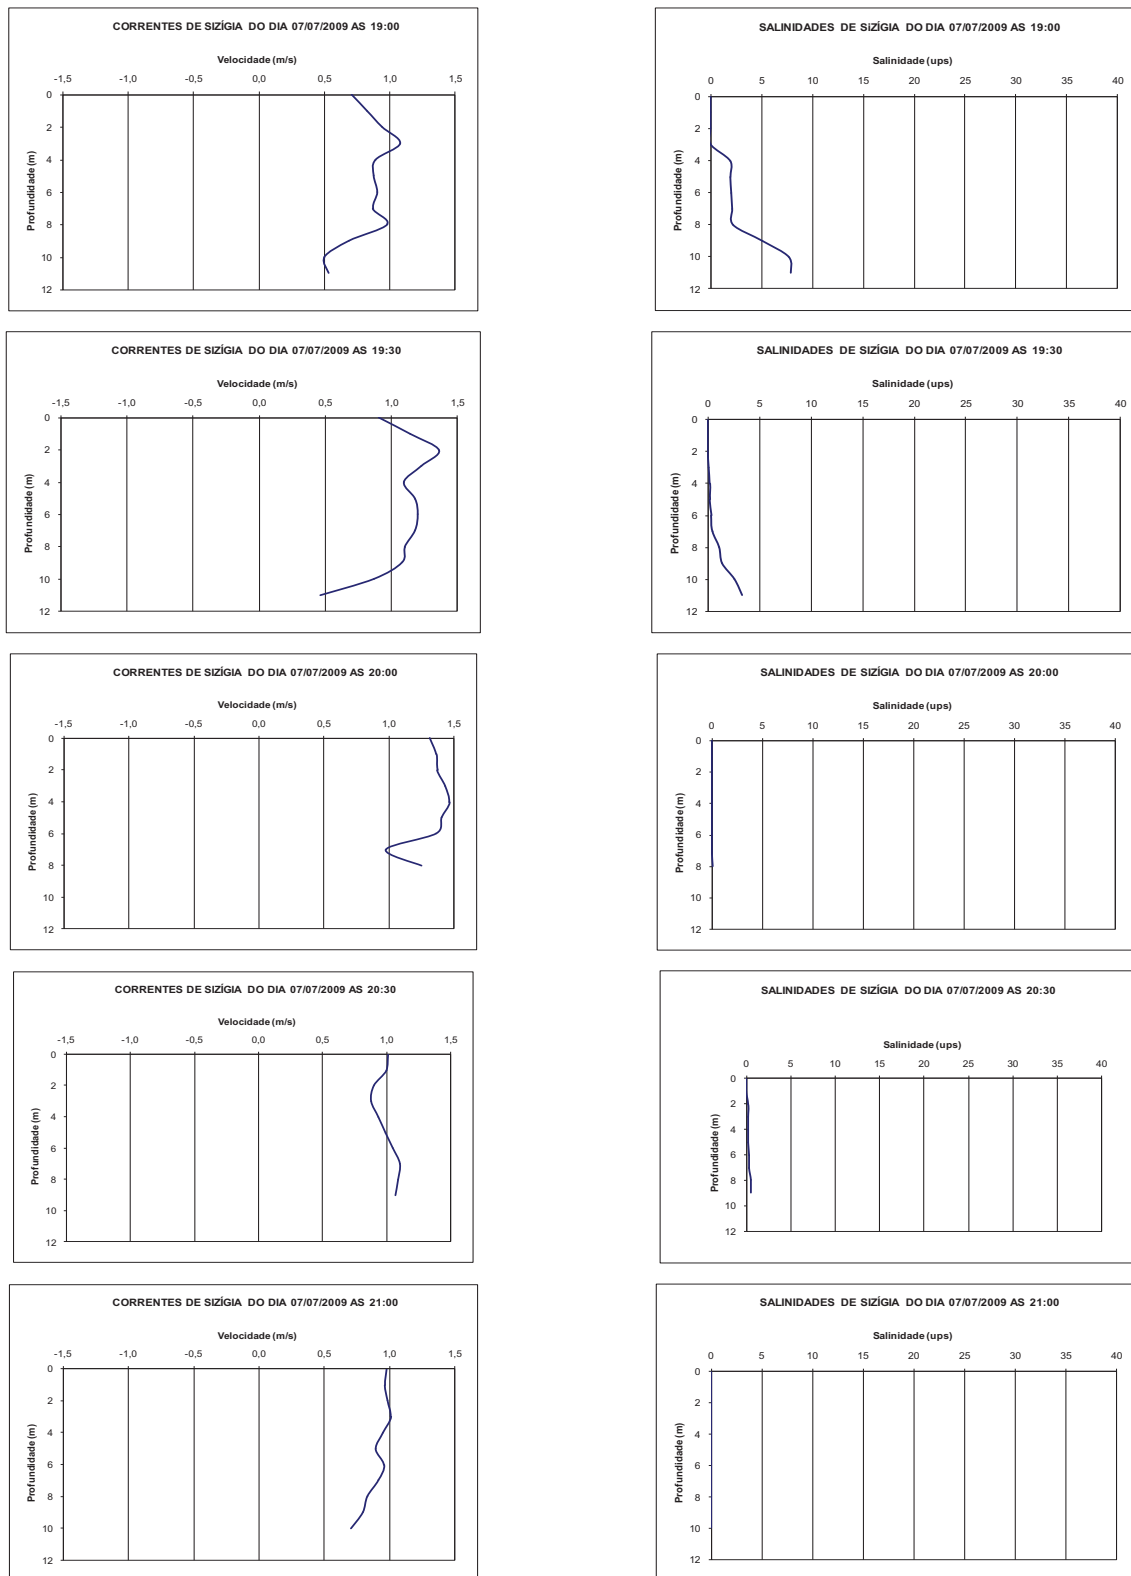 CORRENTES DE SIZÍGIA DO DIA 07/07/2009 AS 19:00
Velocidade (m/s)
-1,5 -1,0 -0,5 0,0 0,5 1,0 1,5
0
2
4
6
8
10
12
Profundidade (m)
SALINIDADES DE SiZÍGIA DO DIA 07/07/2009 AS 19:00
Salinidade (ups)
0 5 10 15 20 25 30 35 40
0
2
4
6
8
10
12
Profundidade (m)
CORRENTES DE SIZÍGIA DO DIA 07/07/2009 AS 19:30
Velocidade (m/s)
-1,5 -1,0 -0,5 0,0 0,5 1,0 1,5
0
2
4
6
8
10
12
Profundidade (m)
SALINIDADES DE SIZÍGIA DO DIA 07/07/2009 AS 19:30
Salinidade (ups)
0 5 10 15 20 25 30 35 40
0
2
4
6
8
10
12
Profundidade (m)
CORRENTES DE SIZÍGIA DO DIA 07/07/2009 AS 20:00
Velocidade (m/s)
-1,5 -1,0 -0,5 0,0 0,5 1,0 1,5
0
2
4
6
8
10
12
Profundidade (m)
SALINIDADES DE SIZÍGIA DO DIA 07/07/2009 AS 20:00
Salinidade (ups)
0 5 10 15 20 25 30 35 40
0
2
4
6
8
10
12
Profundidade (m)
CORRENTES DE SIZÍGIA DO DIA 07/07/2009 AS 20:30
Velocidade (m/s)
-1,5 -1,0 -0,5 0,0 0,5 1,0 1,5
0
2
4
6
8
10
12
Profundidade (m)
SALINIDADES DE SIZÍGIA DO DIA 07/07/2009 AS 20:30
Salinidade (ups)
0 5 10 15 20 25 30 35 40
0
2
4
6
8
10
12
Profundidade (m)
CORRENTES DE SIZÍGIA DO DIA 07/07/2009 AS 21:00
Velocidade (m/s)
-1,5 -1,0 -0,5 0,0 0,5 1,0 1,5
0
2
4
6
8
10
12
Profundidade (m)
SALINIDADES DE SIZÍGIA DO DIA 07/07/2009 AS 21:00
Salinidade (ups)
0 5 10 15 20 25 30 35 40
0
2
4
6
8
10
12
Profundidade (m)